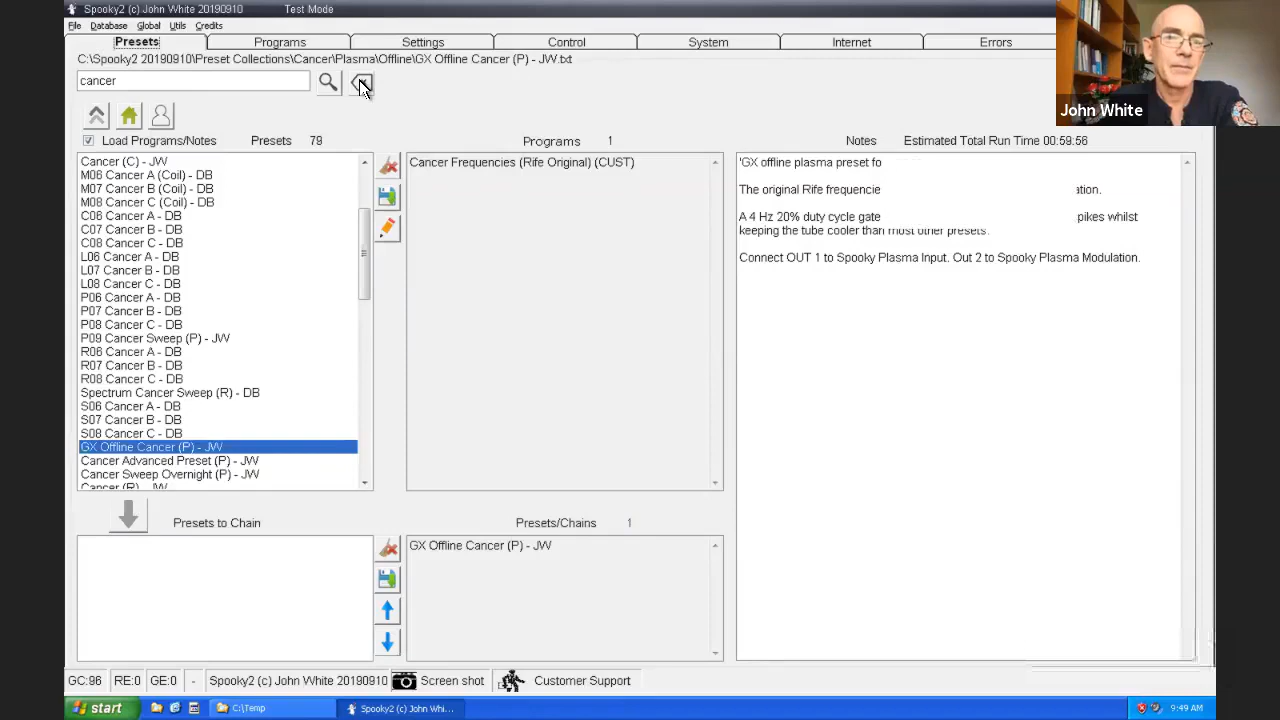 Spooky2 (c) John White 20190910 Test Mode
File Database Global Utils Credits
Presets Programs Settings Control System Internet Errors
C:\Spooky2 20190910\Preset Collections\Cancer\Plasma\Offline\GX Offline Cancer (P) - JW.txt
cancer
John White
Load Programs/Notes Presets 79 Programs 1 Notes Estimated Total Run Time 00:59:56
Cancer (C) - JW
M06 Cancer A (Coil) - DB
M07 Cancer B (Coil) - DB
M08 Cancer C (Coil) - DB
C06 Cancer A - DB
C07 Cancer B - DB
C08 Cancer C - DB
L06 Cancer A - DB
L07 Cancer B - DB
L08 Cancer C - DB
P06 Cancer A - DB
P07 Cancer B - DB
P08 Cancer C - DB
P09 Cancer Sweep (P) - JW
R06 Cancer A - DB
R07 Cancer B - DB
R08 Cancer C - DB
Spectrum Cancer Sweep (R) - DB
S06 Cancer A - DB
S07 Cancer B - DB
S08 Cancer C - DB
GX Offline Cancer (P) - JW
Cancer Advanced Preset (P) - JW
Cancer Sweep Overnight (P) - JW
Cancer (R) - JW
Cancer Frequencies (Rife Original) (CUST)
'GX offline plasma preset fo
The original Rife frequencie ation.
A 4 Hz 20% duty cycle gate pikes whilst
keeping the tube cooler than most other presets.
Connect OUT 1 to Spooky Plasma Input. Out 2 to Spooky Plasma Modulation.
Presets to Chain Presets/Chains 1
GX Offline Cancer (P) - JW
GC:96 RE:0 GE:0 - Spooky2 (c) John White 20190910 Screen shot Customer Support
start C:\Temp Spooky2 (c) John Whi... 9:49 AM